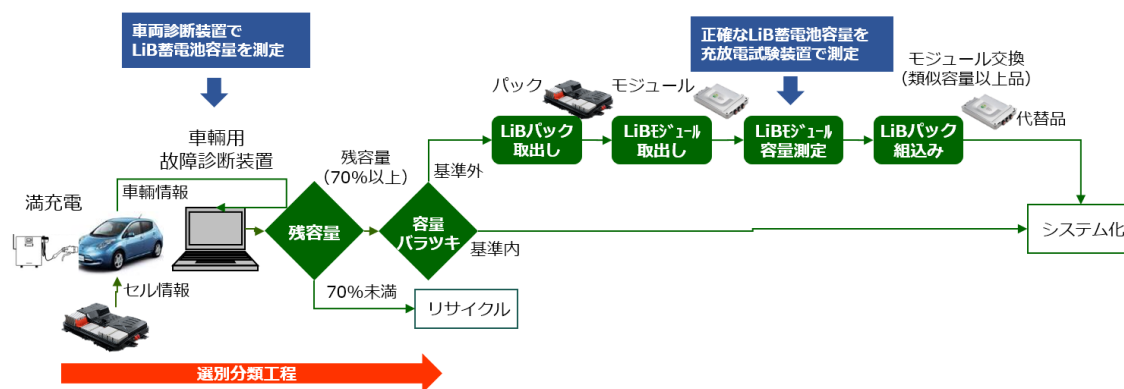 車両診断装置で
LiB蓄電池容量を測定
正確なLiB蓄電池容量を
充放電試験装置で測定
モジュール交換
（類似容量以上品）
パック
モジュール
代替品
LiBパック
取出し
LiBﾓｼﾞｭｰﾙ
取出し
LiBﾓｼﾞｭｰﾙ
容量測定
LiBパック
組込み
車輌用
故障診断装置
残容量
（70％以上）
基準外
車輌情報
満充電
残容量
容量
バラツキ
基準内
システム化
セル情報
70％未満
リサイクル
選別分類工程